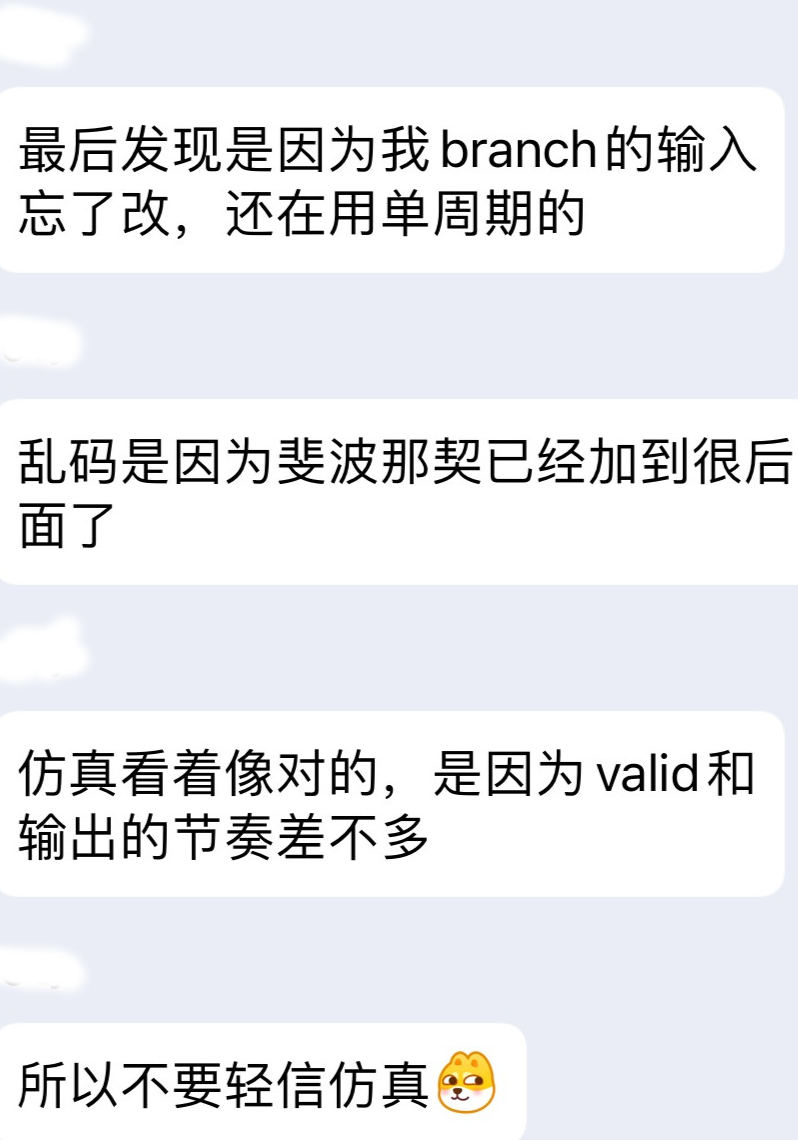 最后发现是因为我branch的输入
忘了改，还在用单周期的
乱码是因为斐波那契已经加到很后
面了
仿真看着像对的，是因为valid和
输出的节奏差不多
所以不要轻信仿真